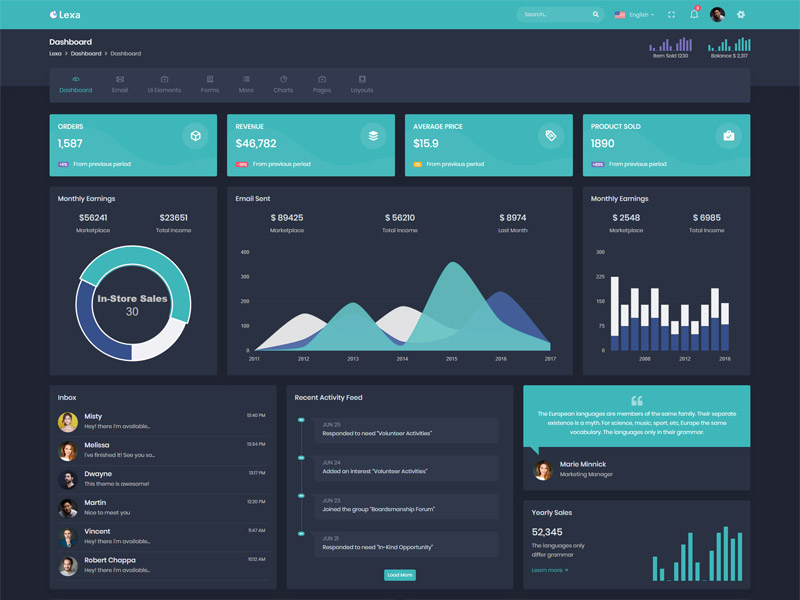 Lexa
Search...
English
Dashboard
Lexa > Dashboard > Dashboard
Item Sold 1230
Balance $ 2,317
Dashboard
Email
UI Elements
Forms
More
Charts
Pages
Layouts
ORDERS
1,587
From previous period
REVENUE
$46,782
From previous period
AVERAGE PRICE
$15.9
From previous period
PRODUCT SOLD
1890
From previous period
Monthly Earnings
$56241
Marketplace
$23651
Total Income
In-Store Sales
30
Email Sent
$ 89425
Marketplace
$ 56210
Total Income
$ 8974
Last Month
400
300
200
100
0
2011 2012 2013 2014 2015 2016 2017
Monthly Earnings
$ 2548
Marketplace
$ 6985
Total Income
300
225
150
75
0
2008 2012 2016
Inbox
Misty
12:40 PM
Hey! there I'm available...
Melissa
12:34 PM
I've finished it! See you so...
Dwayne
12:17 PM
This theme is awesome!
Martin
12:20 PM
Nice to meet you
Vincent
11:47 AM
Hey! there I'm available...
Robert Chappa
10:12 AM
Hey! there I'm available...
Recent Activity Feed
JUN 25
Responded to need "Volunteer Activities"
JUN 24
Added an interest "Volunteer Activities"
JUN 23
Joined the group "Boardsmanship Forum"
JUN 21
Responded to need "In-Kind Opportunity"
Load More
The European languages are members of the same family. Their separate
existence is a myth. For science, music, sport, etc, Europe the same
vocabulary. The languages only in their grammar.
Marie Minnick
Marketing Manager
Yearly Sales
52,345
The languages only
differ grammar
Learn more »